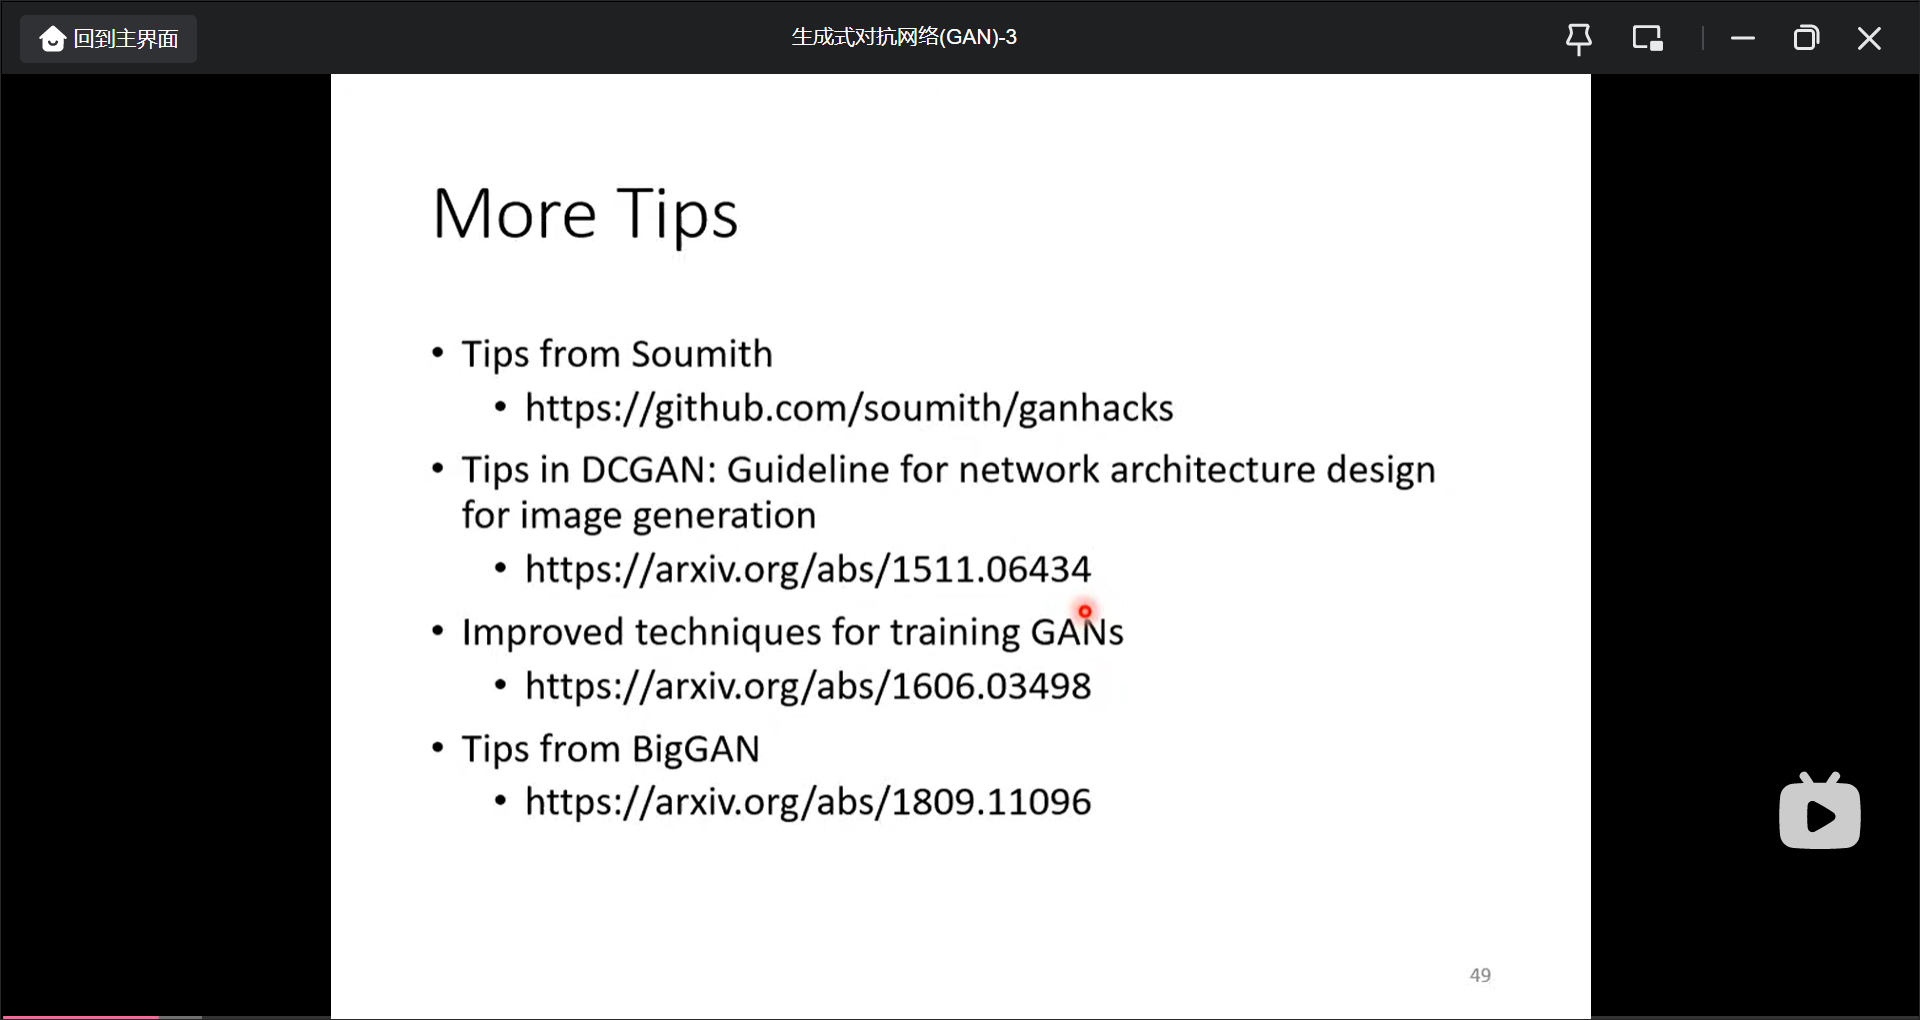 回到主界面
生成式对抗网络(GAN)-3
More Tips
• Tips from Soumith
• https://github.com/soumith/ganhacks
• Tips in DCGAN: Guideline for network architecture design
for image generation
• https://arxiv.org/abs/1511.06434
• Improved techniques for training GANs
• https://arxiv.org/abs/1606.03498
• Tips from BigGAN
• https://arxiv.org/abs/1809.11096
49